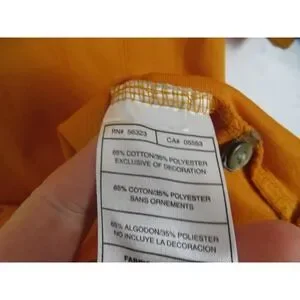 RN# 56323 CA# 05553
65% COTTON/35% POLYESTER
EXCLUSIVE OF DECORATION
65% COTON/35% POLYESTER
SANS ORNEMENTS
65% ALGODON/35% POLIESTER
NO INCLUYE LA DECORACION